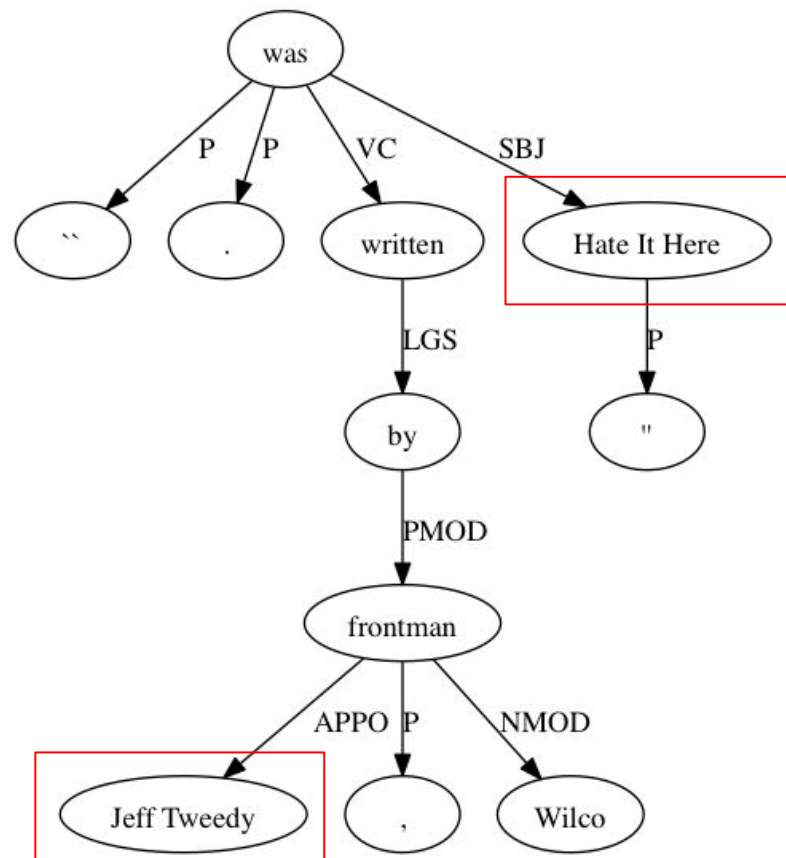 was
P P VC SBJ
`` . written Hate It Here
LGS P
by "
PMOD
frontman
APPO P NMOD
Jeff Tweedy , Wilco